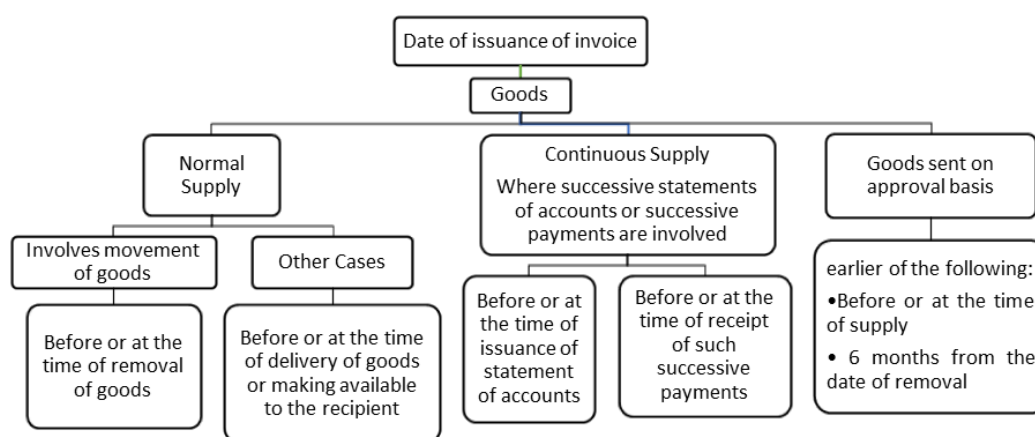 Date of issuance of invoice
Goods
Normal
Supply
Involves movement
of goods
Before or at the
time of removal
of goods
Other Cases
Before or at the time
of delivery of goods
or making available
to the recipient
Continuous Supply
Where successive statements
of accounts or successive
payments are involved
Before or at
the time of
issuance of
statement
of accounts
Before or at the
time of receipt
of such
successive
payments
Goods sent on
approval basis
earlier of the following:
•Before or at the time
of supply
• 6 months from the
date of removal